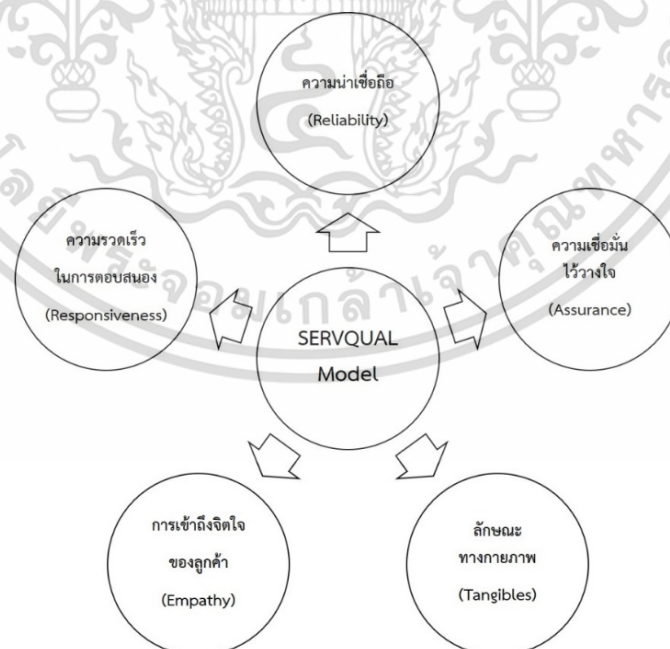 ความน่าเชื่อถือ
(Reliability)
ความรวดเร็ว
ในการตอบสนอง
(Responsiveness)
ความเชื่อมั่น
ไว้วางใจ
(Assurance)
SERVQUAL
Model
การเข้าถึงจิตใจ
ของลูกค้า
(Empathy)
ลักษณะ
ทางกายภาพ
(Tangibles)